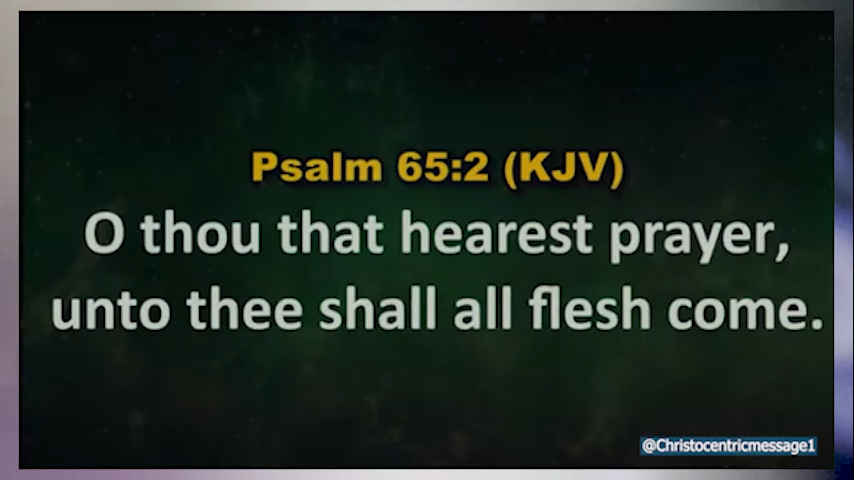 Psalm 65:2 (KJV)
O thou that hearest prayer,
unto thee shall all flesh come.
@Christocentricmessage1